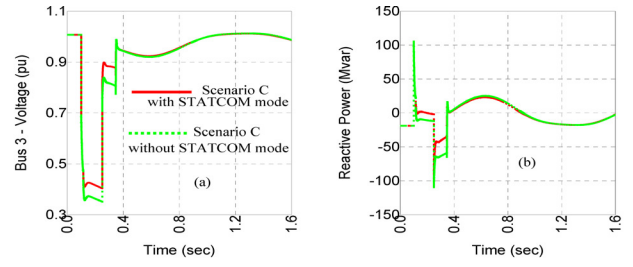 Bus 3 - Voltage (pu)
1.1
0.9
0.7
0.5
0.3
Scenario C
with STATCOM mode
Scenario C
without STATCOM mode
(a)
0.0
0.4
0.8
1.2
1.6
Time (sec)
Reactive Power (Mvar)
150
100
50
0
-50
-100
-150
(b)
0.0
0.4
0.8
1.2
1.6
Time (sec)